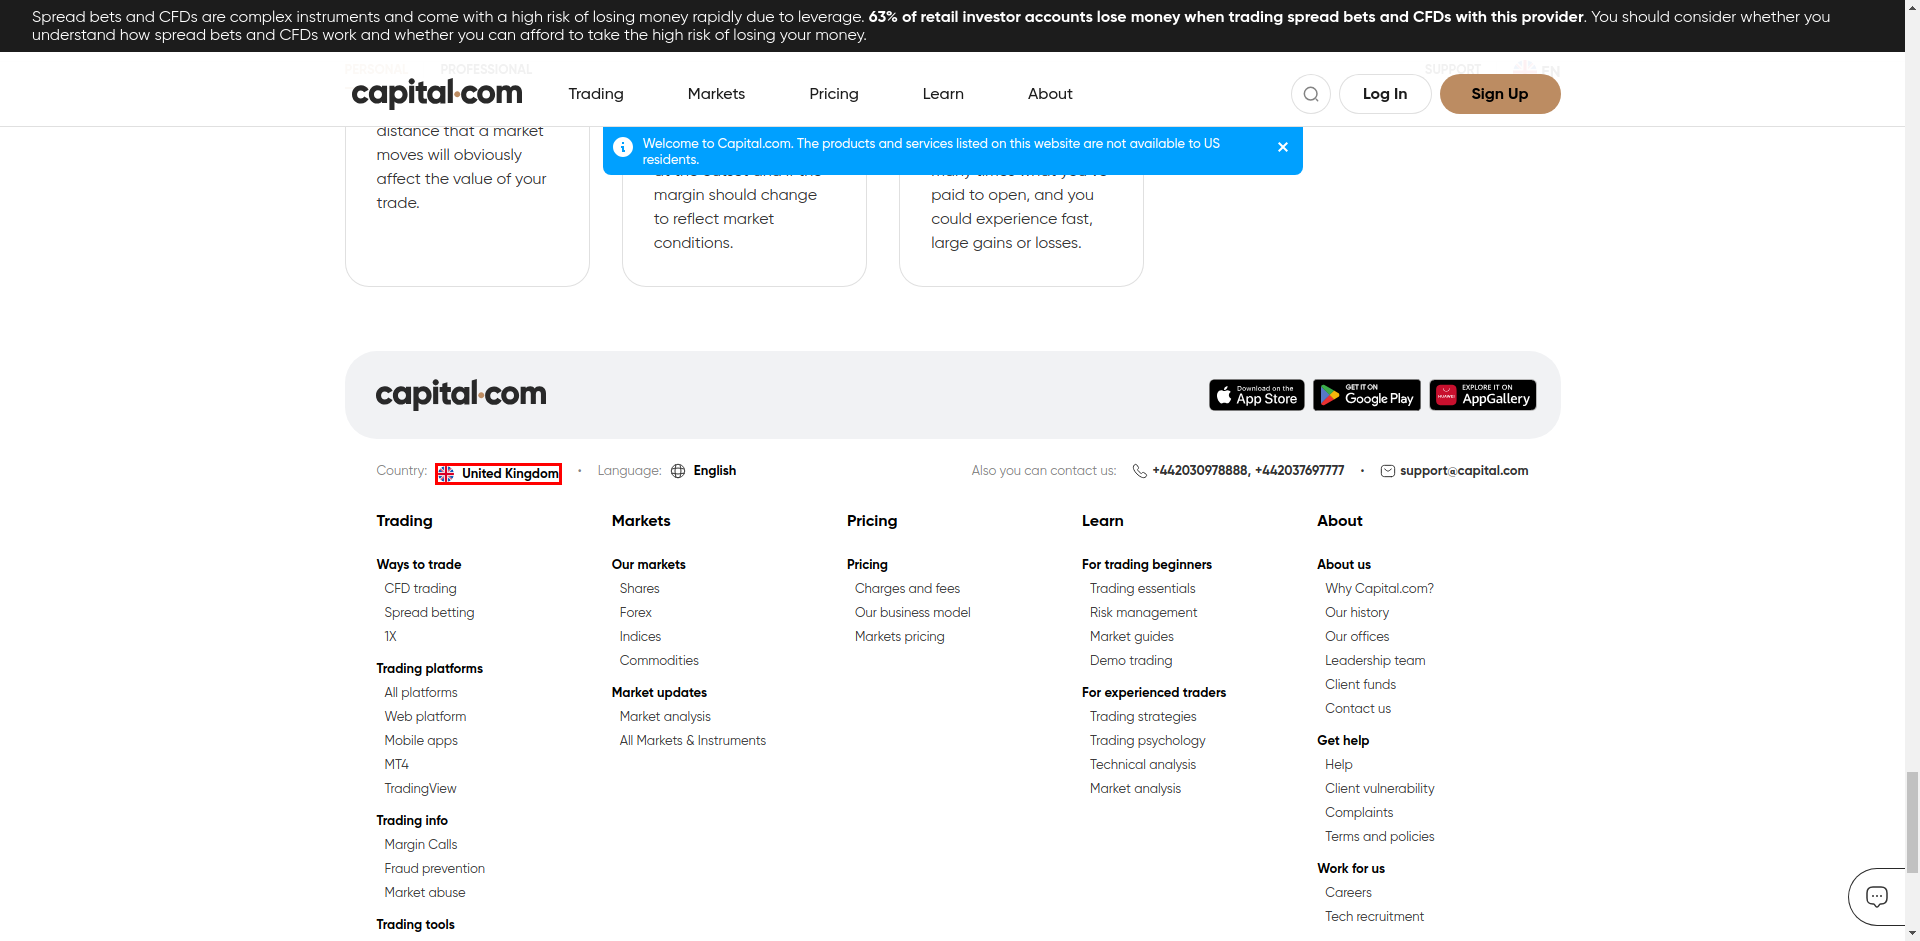 Spread bets and CFDs are complex instruments and come with a high risk of losing money rapidly due to leverage. 63% of retail investor accounts lose money when trading spread bets and CFDs with this provider. You should consider whether you
understand how spread bets and CFDs work and whether you can afford to take the high risk of losing your money.
PERSONAL PROFESSIONAL SUPPORT EN
capital.com Trading Markets Pricing Learn About Log In Sign Up
Welcome to Capital.com. The products and services listed on this website are not available to US
residents.
distance that a market
moves will obviously
affect the value of your
trade.
margin should change
to reflect market
conditions.
paid to open, and you
could experience fast,
large gains or losses.
capital.com
Download on the
App Store
GET IT ON
Google Play
HUAWEI
EXPLORE IT ON
AppGallery
Country: United Kingdom • Language: English
Also you can contact us: +442030978888, +442037697777 • support@capital.com
Trading
Ways to trade
CFD trading
Spread betting
1X
Trading platforms
All platforms
Web platform
Mobile apps
MT4
TradingView
Trading info
Margin Calls
Fraud prevention
Market abuse
Trading tools
Markets
Our markets
Shares
Forex
Indices
Commodities
Market updates
Market analysis
All Markets & Instruments
Pricing
Pricing
Charges and fees
Our business model
Markets pricing
Learn
For trading beginners
Trading essentials
Risk management
Market guides
Demo trading
For experienced traders
Trading strategies
Trading psychology
Technical analysis
Market analysis
About
About us
Why Capital.com?
Our history
Our offices
Leadership team
Client funds
Contact us
Get help
Help
Client vulnerability
Complaints
Terms and policies
Work for us
Careers
Tech recruitment